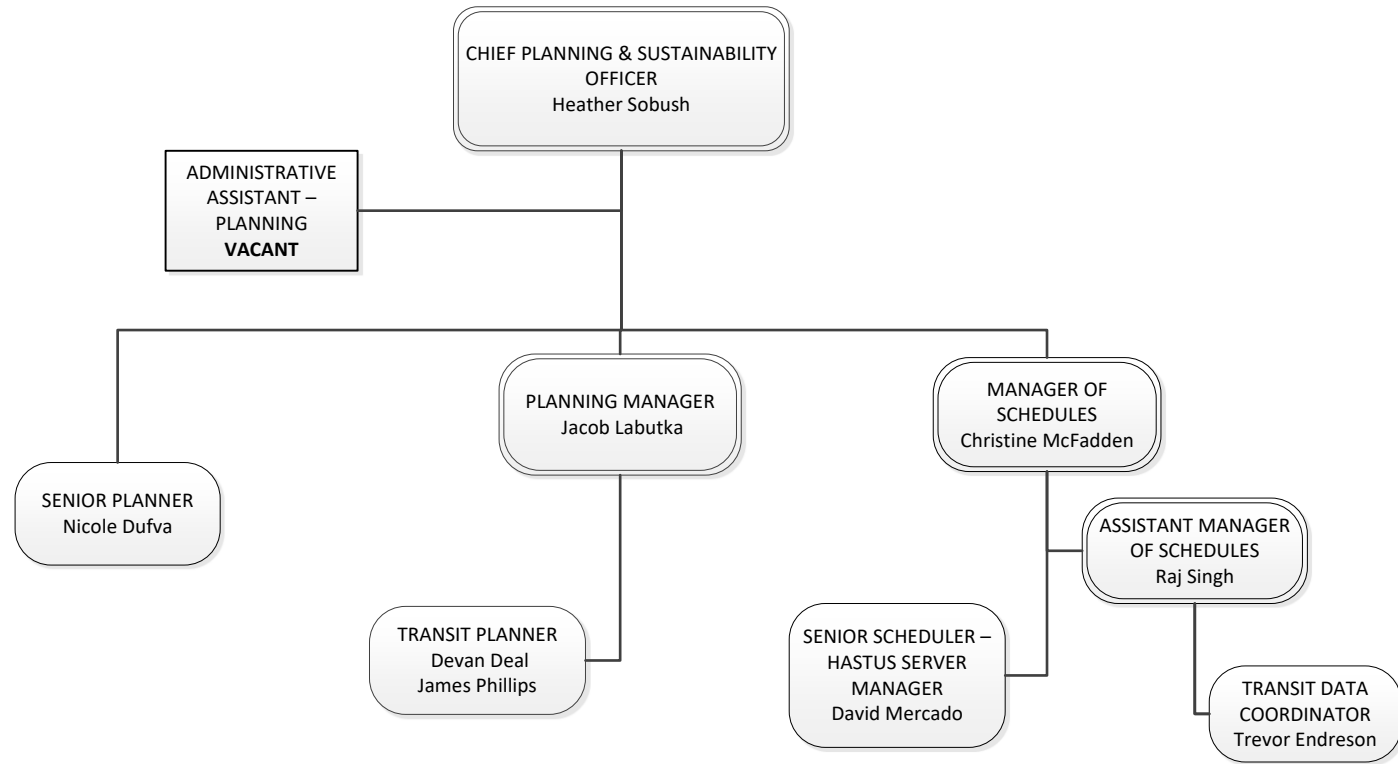 CHIEF PLANNING & SUSTAINABILITY
OFFICER
Heather Sobush
ADMINISTRATIVE
ASSISTANT –
PLANNING
VACANT
PLANNING MANAGER
Jacob Labutka
MANAGER OF
SCHEDULES
Christine McFadden
SENIOR PLANNER
Nicole Dufva
ASSISTANT MANAGER
OF SCHEDULES
Raj Singh
TRANSIT PLANNER
Devan Deal
James Phillips
SENIOR SCHEDULER –
HASTUS SERVER
MANAGER
David Mercado
TRANSIT DATA
COORDINATOR
Trevor Endreson